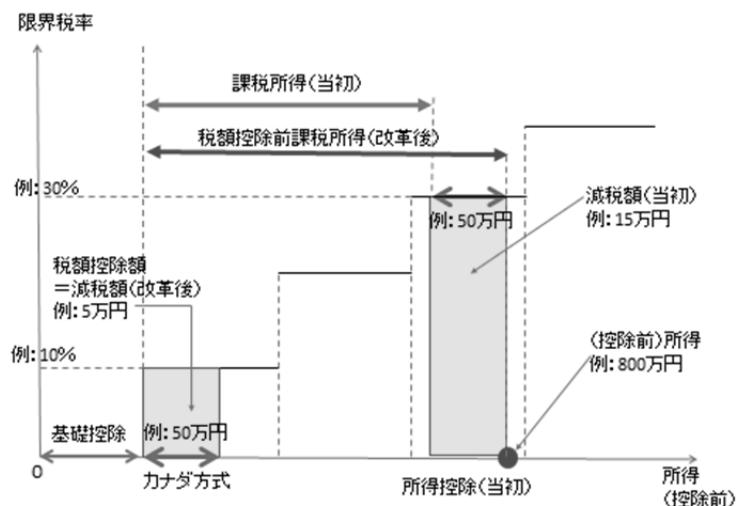 限界税率
課税所得(当初)
税額控除前課税所得(改革後)
例:30%
例:50万円
減税額(当初)
例:15万円
税額控除額
=減税額(改革後)
例:5万円
例:10%
(控除前)所得
例:800万円
基礎控除
例:50万円
0
カナダ方式
所得控除(当初)
所得
(控除前)